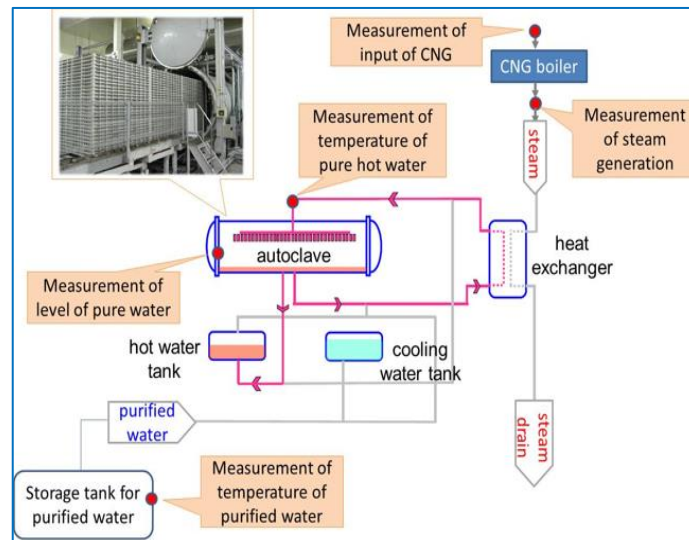 Measurement of
input of CNG
CNG boiler
Measurement
of steam
generation
steam
Measurement of
temperature of
pure hot water
autoclave
heat
exchanger
Measurement of
level of pure water
hot water
tank
cooling
water tank
purified
water
steam
drain
Storage tank for
purified water
Measurement of
temperature of
purified water